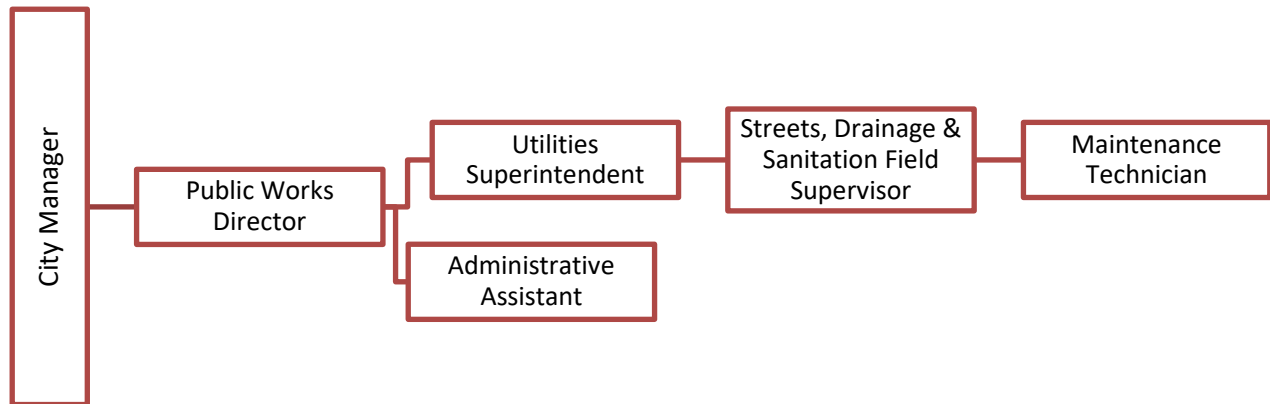 City Manager
Public Works
Director
Utilities
Superintendent
Administrative
Assistant
Streets, Drainage &
Sanitation Field
Supervisor
Maintenance
Technician